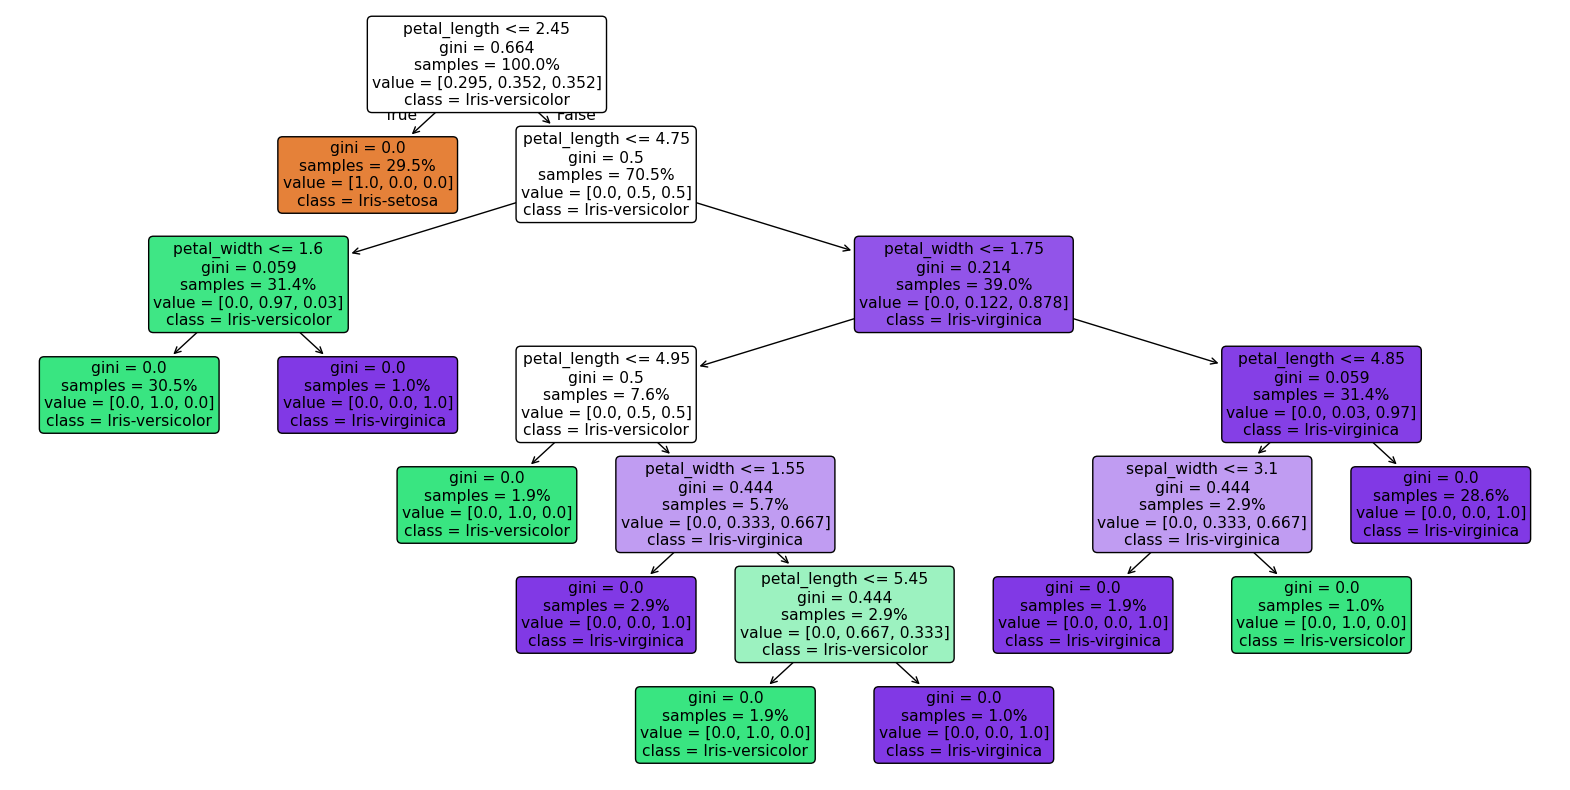 petal_length <= 2.45
gini = 0.664
samples = 100.0%
value = [0.295, 0.352, 0.352]
class = Iris-versicolor
True
False
gini = 0.0
samples = 29.5%
value = [1.0, 0.0, 0.0]
class = Iris-setosa
petal_length <= 4.75
gini = 0.5
samples = 70.5%
value = [0.0, 0.5, 0.5]
class = Iris-versicolor
petal_width <= 1.6
gini = 0.059
samples = 31.4%
value = [0.0, 0.97, 0.03]
class = Iris-versicolor
petal_width <= 1.75
gini = 0.214
samples = 39.0%
value = [0.0, 0.122, 0.878]
class = Iris-virginica
gini = 0.0
samples = 30.5%
value = [0.0, 1.0, 0.0]
class = Iris-versicolor
gini = 0.0
samples = 1.0%
value = [0.0, 0.0, 1.0]
class = Iris-virginica
petal_length <= 4.95
gini = 0.5
samples = 7.6%
value = [0.0, 0.5, 0.5]
class = Iris-versicolor
petal_length <= 4.85
gini = 0.059
samples = 31.4%
value = [0.0, 0.03, 0.97]
class = Iris-virginica
gini = 0.0
samples = 1.9%
value = [0.0, 1.0, 0.0]
class = Iris-versicolor
petal_width <= 1.55
gini = 0.444
samples = 5.7%
value = [0.0, 0.333, 0.667]
class = Iris-virginica
sepal_width <= 3.1
gini = 0.444
samples = 2.9%
value = [0.0, 0.333, 0.667]
class = Iris-virginica
gini = 0.0
samples = 28.6%
value = [0.0, 0.0, 1.0]
class = Iris-virginica
gini = 0.0
samples = 2.9%
value = [0.0, 0.0, 1.0]
class = Iris-virginica
petal_length <= 5.45
gini = 0.444
samples = 2.9%
value = [0.0, 0.667, 0.333]
class = Iris-versicolor
gini = 0.0
samples = 1.9%
value = [0.0, 0.0, 1.0]
class = Iris-virginica
gini = 0.0
samples = 1.0%
value = [0.0, 1.0, 0.0]
class = Iris-versicolor
gini = 0.0
samples = 1.9%
value = [0.0, 1.0, 0.0]
class = Iris-versicolor
gini = 0.0
samples = 1.0%
value = [0.0, 0.0, 1.0]
class = Iris-virginica